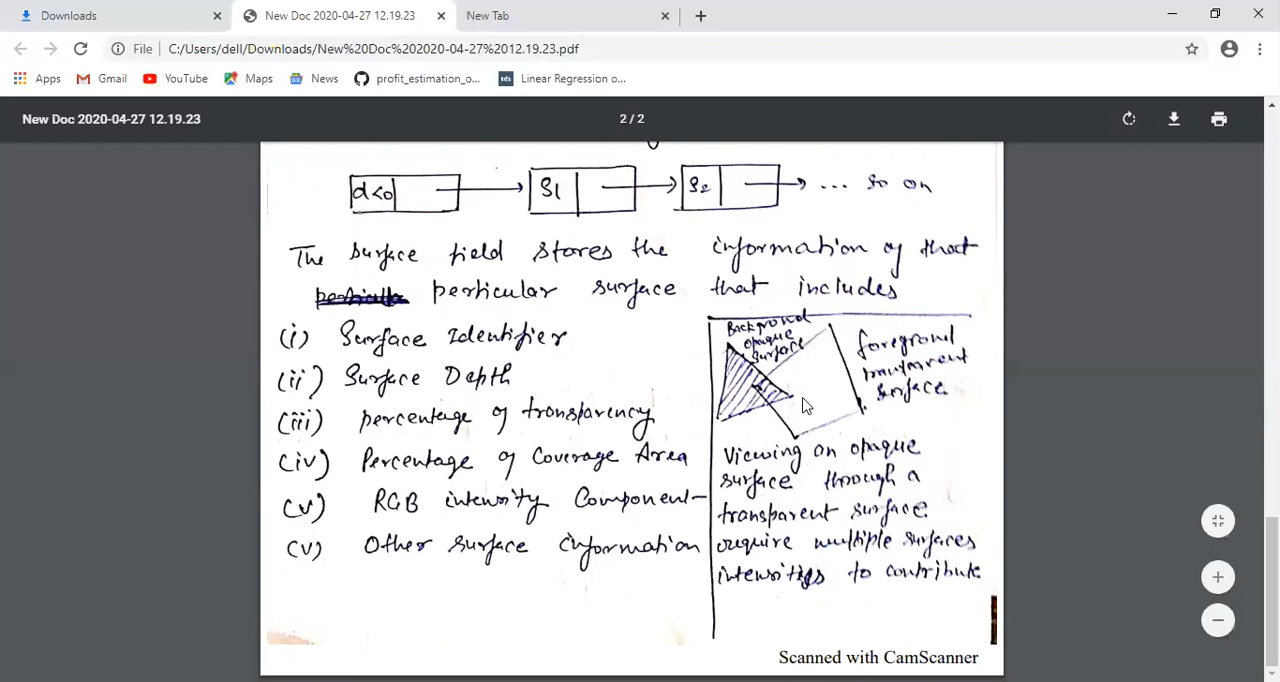 Downloads
New Doc 2020-04-27 12.19.23
New Tab
File
C:/Users/dell/Downloads/New%20Doc%202020-04-27%2012.19.23.pdf
Apps
Gmail
YouTube
Maps
News
profit_estimation_o...
Linear Regression o...
New Doc 2020-04-27 12.19.23
2 / 2
d<0
S1
S2
... so on
The surface field stores the information of that
perticular surface that includes
(i) Surface Identifier
(ii) Surface Depth
(iii) percentage of transparency
(iv) Percentage of Coverage Area
(v) RGB intensity Component
(v) Other surface information
Background
opaque
surface
foreground
transparent
surface
Viewing an opaque
surface through a
transparent surface
require multiple surfaces
intensities to contribute
Scanned with CamScanner